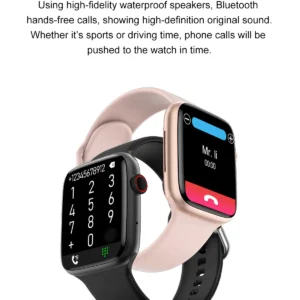 Using high-fidelity waterproof speakers, Bluetooth
hands-free calls, showing high-definition original sound.
Whether it's sports or driving time, phone calls will be
pushed to the watch in time.
Mr. li
00:00
+12345678912
1 2 3
4 5 6
7 8 9
* 0 #